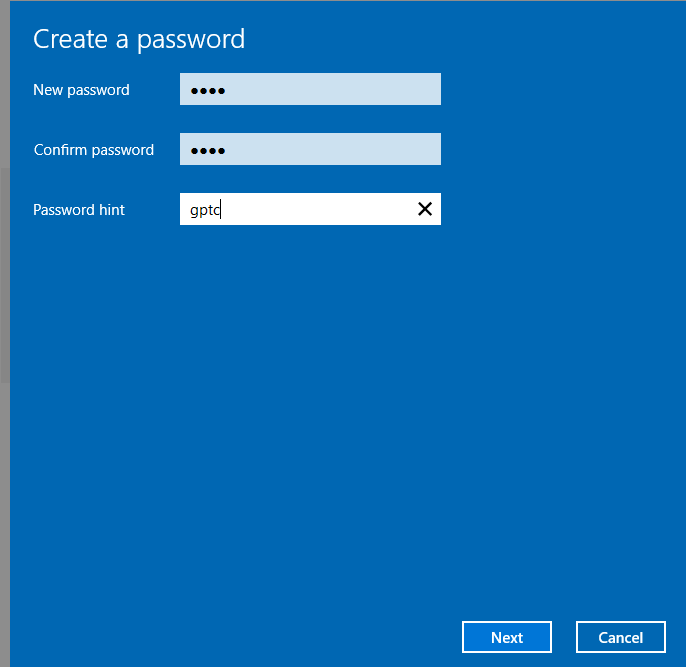 Create a password
New password ●●●●
Confirm password ●●●●
Password hint gptc
Next Cancel